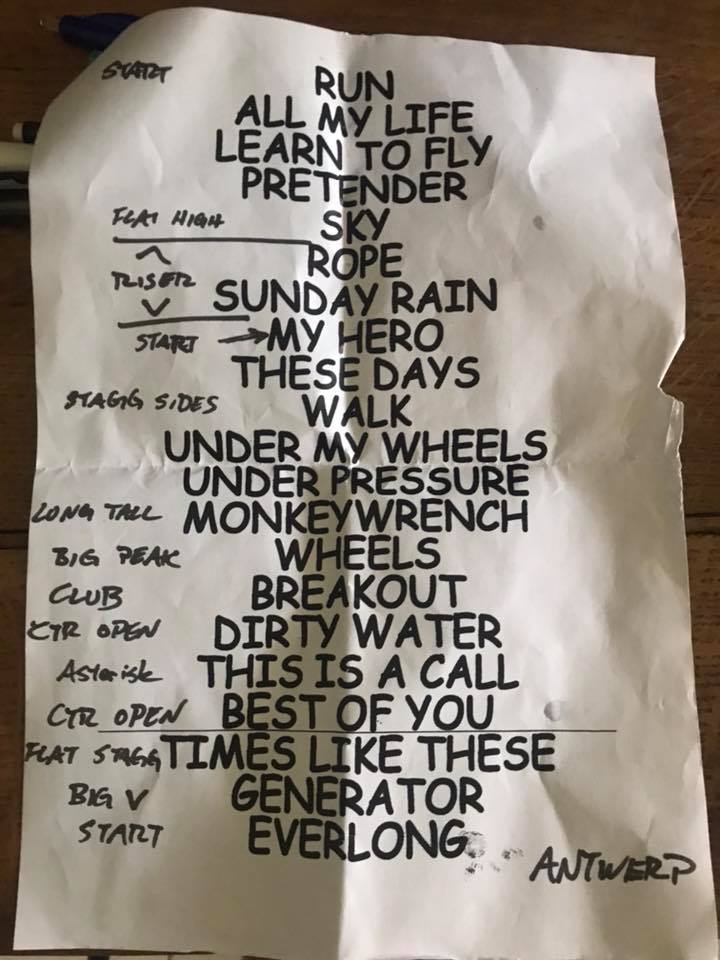 START RUN
ALL MY LIFE
LEARN TO FLY
PRETENDER
FLAT HIGH SKY
ROPE
RISER SUNDAY RAIN
START → MY HERO
THESE DAYS
STAGG SIDES WALK
UNDER MY WHEELS
UNDER PRESSURE
LONG TALL MONKEYWRENCH
BIG PEAK WHEELS
CLUB BREAKOUT
CTR OPEN DIRTY WATER
Asterisk THIS IS A CALL
CTR OPEN BEST OF YOU
FLAT STAGG TIMES LIKE THESE
BIG V GENERATOR
START EVERLONG
ANTWERP